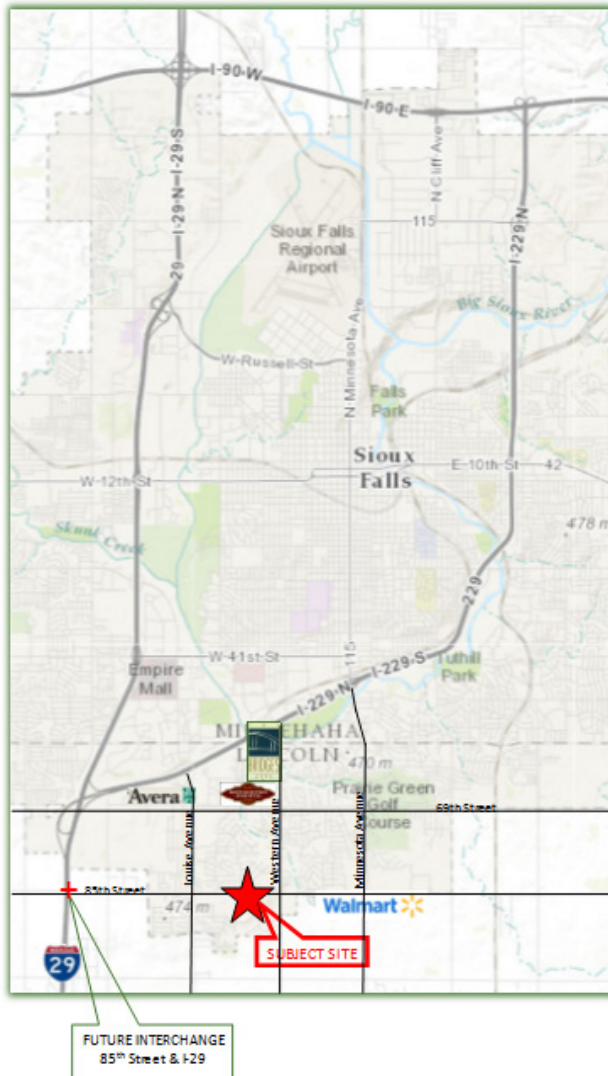 I-90-W
I-90-E
I-29-N
I-29-S
29
N Cliff Ave
115
I-229-N
Sioux Falls
Regional
Airport
Big Sioux River
N Minnesota Ave
W-Russell-St
Falls
Park
Sioux
Falls
E-10th-St
42
W-12th-St
478 m
Skunk Creek
229
W-41st-St
115
I-229-S
Tuthill
Park
Empire
Mall
I-229-N
MINNEHAHA
LINCOLN
BRIDGES
470 m
Avera
Prairie Green
Golf
Course
69th Street
Louise Avenue
Western Avenue
Minnesota Avenue
85th Street
474 m
Walmart
SUBJECT SITE
29
FUTURE INTERCHANGE
85th Street & I-29